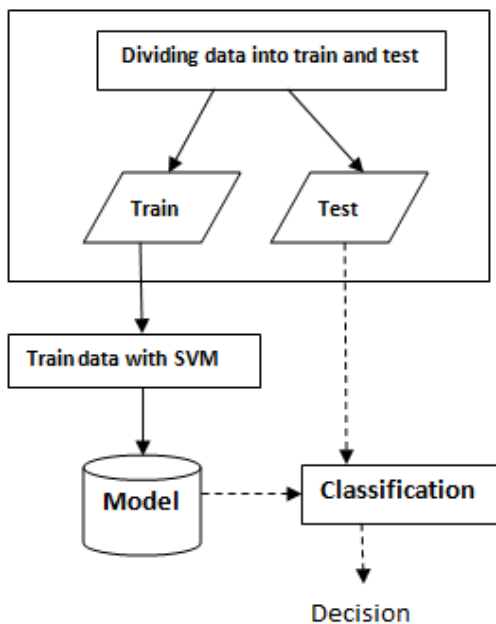 Dividing data into train and test
Train
Test
Train data with SVM
Model
Classification
Decision